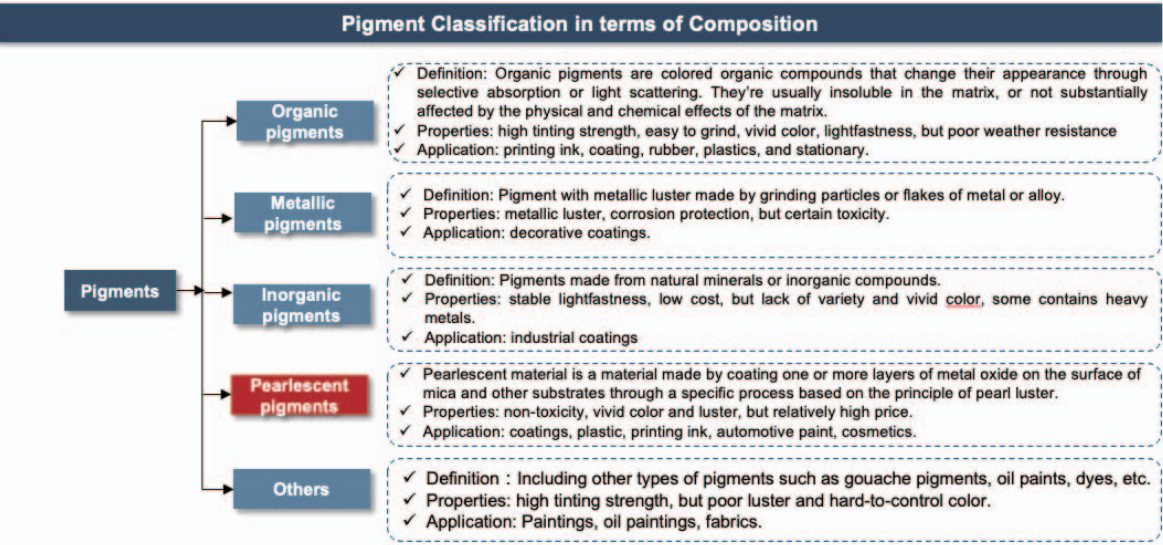 Pigment Classification in terms of Composition
Pigments
Organic
pigments
✓ Definition: Organic pigments are colored organic compounds that change their appearance through
selective absorption or light scattering. They're usually insoluble in the matrix, or not substantially
affected by the physical and chemical effects of the matrix.
✓ Properties: high tinting strength, easy to grind, vivid color, lightfastness, but poor weather resistance
✓ Application: printing ink, coating, rubber, plastics, and stationary.
Metallic
pigments
✓ Definition: Pigment with metallic luster made by grinding particles or flakes of metal or alloy.
✓ Properties: metallic luster, corrosion protection, but certain toxicity.
✓ Application: decorative coatings.
Inorganic
pigments
✓ Definition: Pigments made from natural minerals or inorganic compounds.
✓ Properties: stable lightfastness, low cost, but lack of variety and vivid color, some contains heavy
metals.
✓ Application: industrial coatings
Pearlescent
pigments
✓ Pearlescent material is a material made by coating one or more layers of metal oxide on the surface of
mica and other substrates through a specific process based on the principle of pearl luster.
✓ Properties: non-toxicity, vivid color and luster, but relatively high price.
✓ Application: coatings, plastic, printing ink, automotive paint, cosmetics.
Others
✓ Definition：Including other types of pigments such as gouache pigments, oil paints, dyes, etc.
✓ Properties: high tinting strength, but poor luster and hard-to-control color.
✓ Application: Paintings, oil paintings, fabrics.